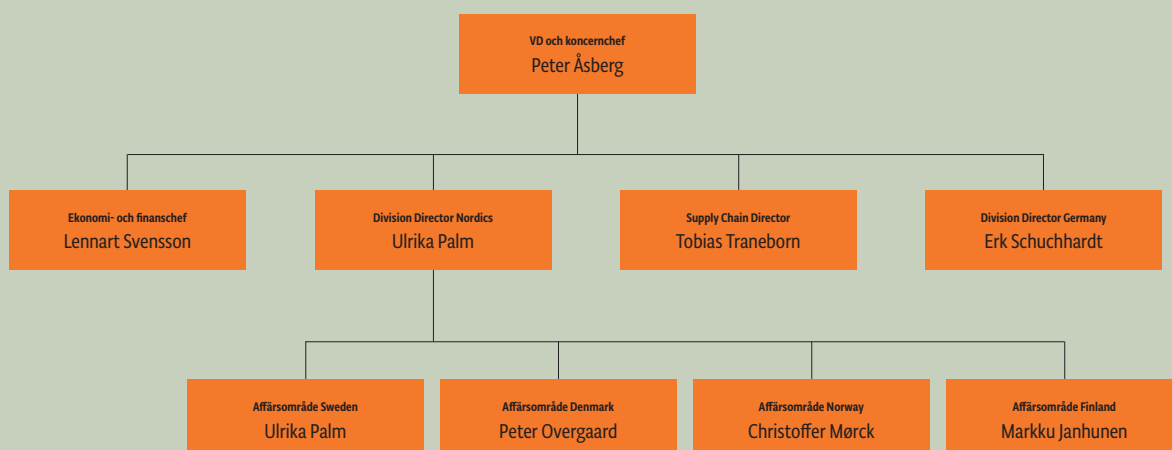 VD och koncernchef
Peter Åsberg
Ekonomi- och finanschef
Lennart Svensson
Division Director Nordics
Ulrika Palm
Supply Chain Director
Tobias Traneborn
Division Director Germany
Erk Schuchhardt
Affärsområde Sweden
Ulrika Palm
Affärsområde Denmark
Peter Overgaard
Affärsområde Norway
Christoffer Mørck
Affärsområde Finland
Markku Janhunen